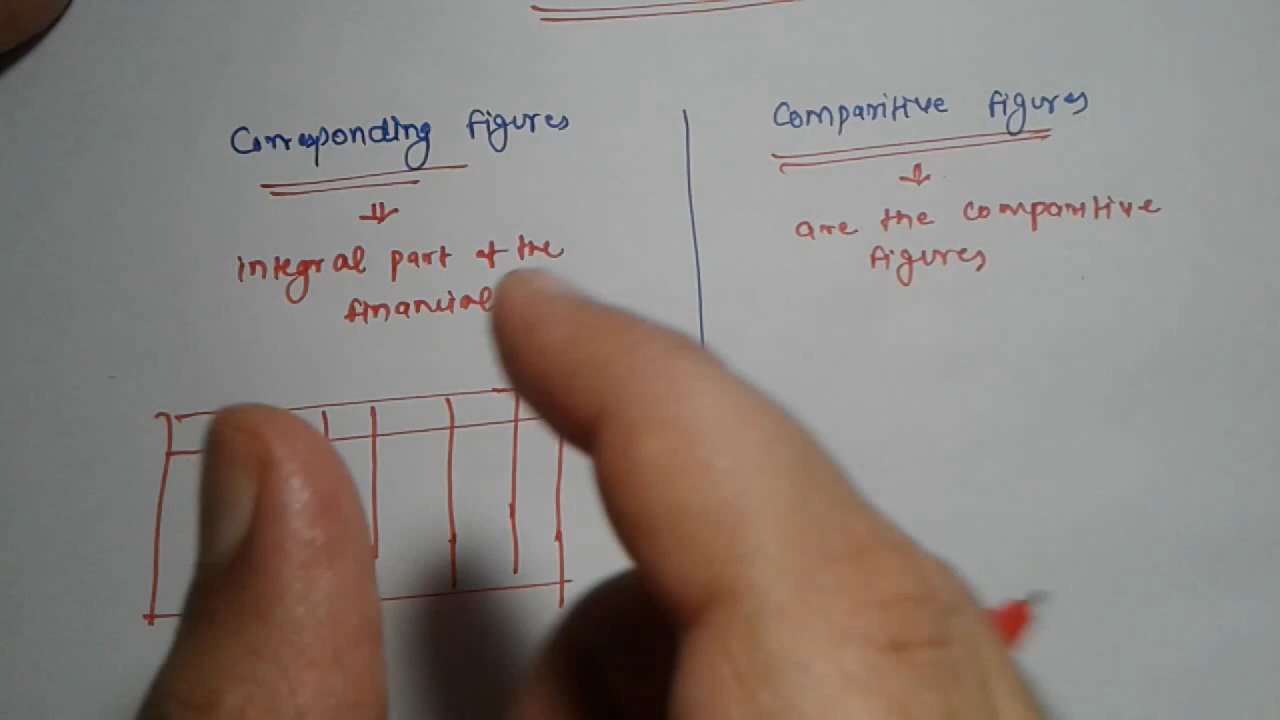 Corresponding figures
Integral part of the
financial
Comparitive figures
are the comparitive
figures